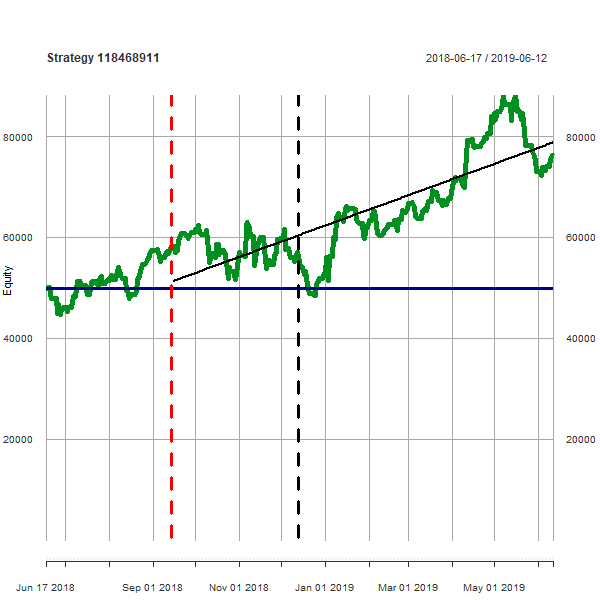 Strategy 118468911
2018-06-17 / 2019-06-12
80000
80000
60000
60000
Equity
40000
40000
20000
20000
Jun 17 2018
Sep 01 2018
Nov 01 2018
Jan 01 2019
Mar 01 2019
May 01 2019